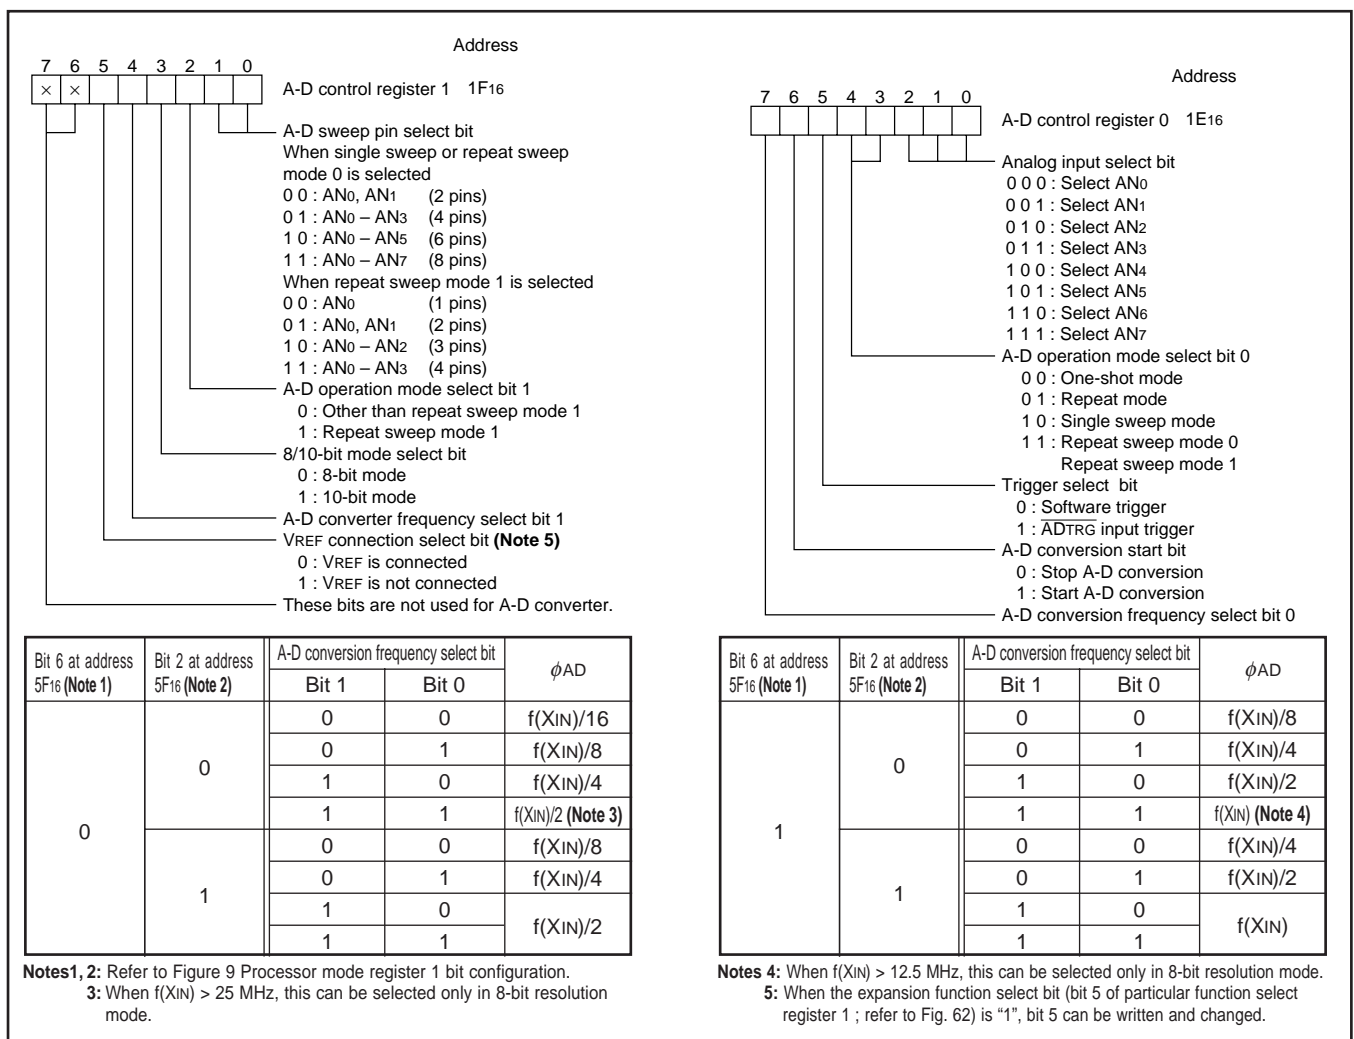 Address
7 6 5 4 3 2 1 0
× ×
A-D control register 1 1F16
A-D sweep pin select bit
When single sweep or repeat sweep
mode 0 is selected
0 0 : AN0, AN1 (2 pins)
0 1 : AN0 – AN3 (4 pins)
1 0 : AN0 – AN5 (6 pins)
1 1 : AN0 – AN7 (8 pins)
When repeat sweep mode 1 is selected
0 0 : AN0 (1 pins)
0 1 : AN0, AN1 (2 pins)
1 0 : AN0 – AN2 (3 pins)
1 1 : AN0 – AN3 (4 pins)
A-D operation mode select bit 1
0 : Other than repeat sweep mode 1
1 : Repeat sweep mode 1
8/10-bit mode select bit
0 : 8-bit mode
1 : 10-bit mode
A-D converter frequency select bit 1
VREF connection select bit (Note 5)
0 : VREF is connected
1 : VREF is not connected
These bits are not used for A-D converter.
Address
7 6 5 4 3 2 1 0
A-D control register 0 1E16
Analog input select bit
0 0 0 : Select AN0
0 0 1 : Select AN1
0 1 0 : Select AN2
0 1 1 : Select AN3
1 0 0 : Select AN4
1 0 1 : Select AN5
1 1 0 : Select AN6
1 1 1 : Select AN7
A-D operation mode select bit 0
0 0 : One-shot mode
0 1 : Repeat mode
1 0 : Single sweep mode
1 1 : Repeat sweep mode 0
Repeat sweep mode 1
Trigger select bit
0 : Software trigger
1 : ADTRG input trigger
A-D conversion start bit
0 : Stop A-D conversion
1 : Start A-D conversion
A-D conversion frequency select bit 0
Bit 6 at address 5F16 (Note 1)
Bit 2 at address 5F16 (Note 2)
A-D conversion frequency select bit
Bit 1 Bit 0
ϕAD
0
0
0 0 f(XIN)/16
0 1 f(XIN)/8
1 0 f(XIN)/4
1 1 f(XIN)/2 (Note 3)
1
0 0 f(XIN)/8
0 1 f(XIN)/4
1 0 f(XIN)/2
1 1
Bit 6 at address 5F16 (Note 1)
Bit 2 at address 5F16 (Note 2)
A-D conversion frequency select bit
Bit 1 Bit 0
ϕAD
1
0
0 0 f(XIN)/8
0 1 f(XIN)/4
1 0 f(XIN)/2
1 1 f(XIN) (Note 4)
1
0 0 f(XIN)/4
0 1 f(XIN)/2
1 0 f(XIN)
1 1
Notes1, 2: Refer to Figure 9 Processor mode register 1 bit configuration.
3: When f(XIN) > 25 MHz, this can be selected only in 8-bit resolution
mode.
Notes 4: When f(XIN) > 12.5 MHz, this can be selected only in 8-bit resolution mode.
5: When the expansion function select bit (bit 5 of particular function select
register 1 ; refer to Fig. 62) is “1”, bit 5 can be written and changed.